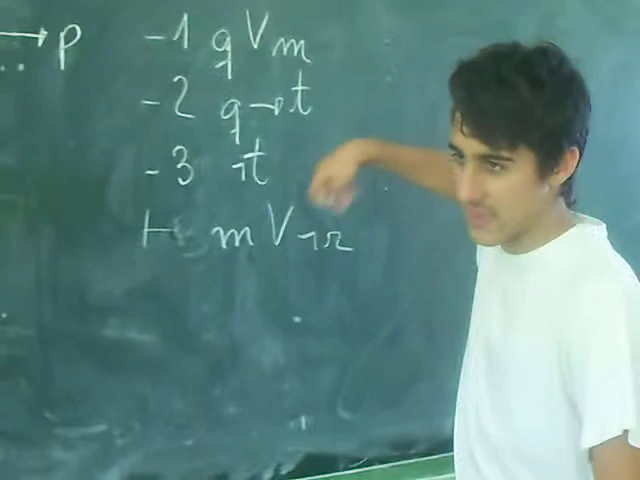 → p
-1 q V m
-2 q → t
-3 ¬t
⊢ m V ¬r